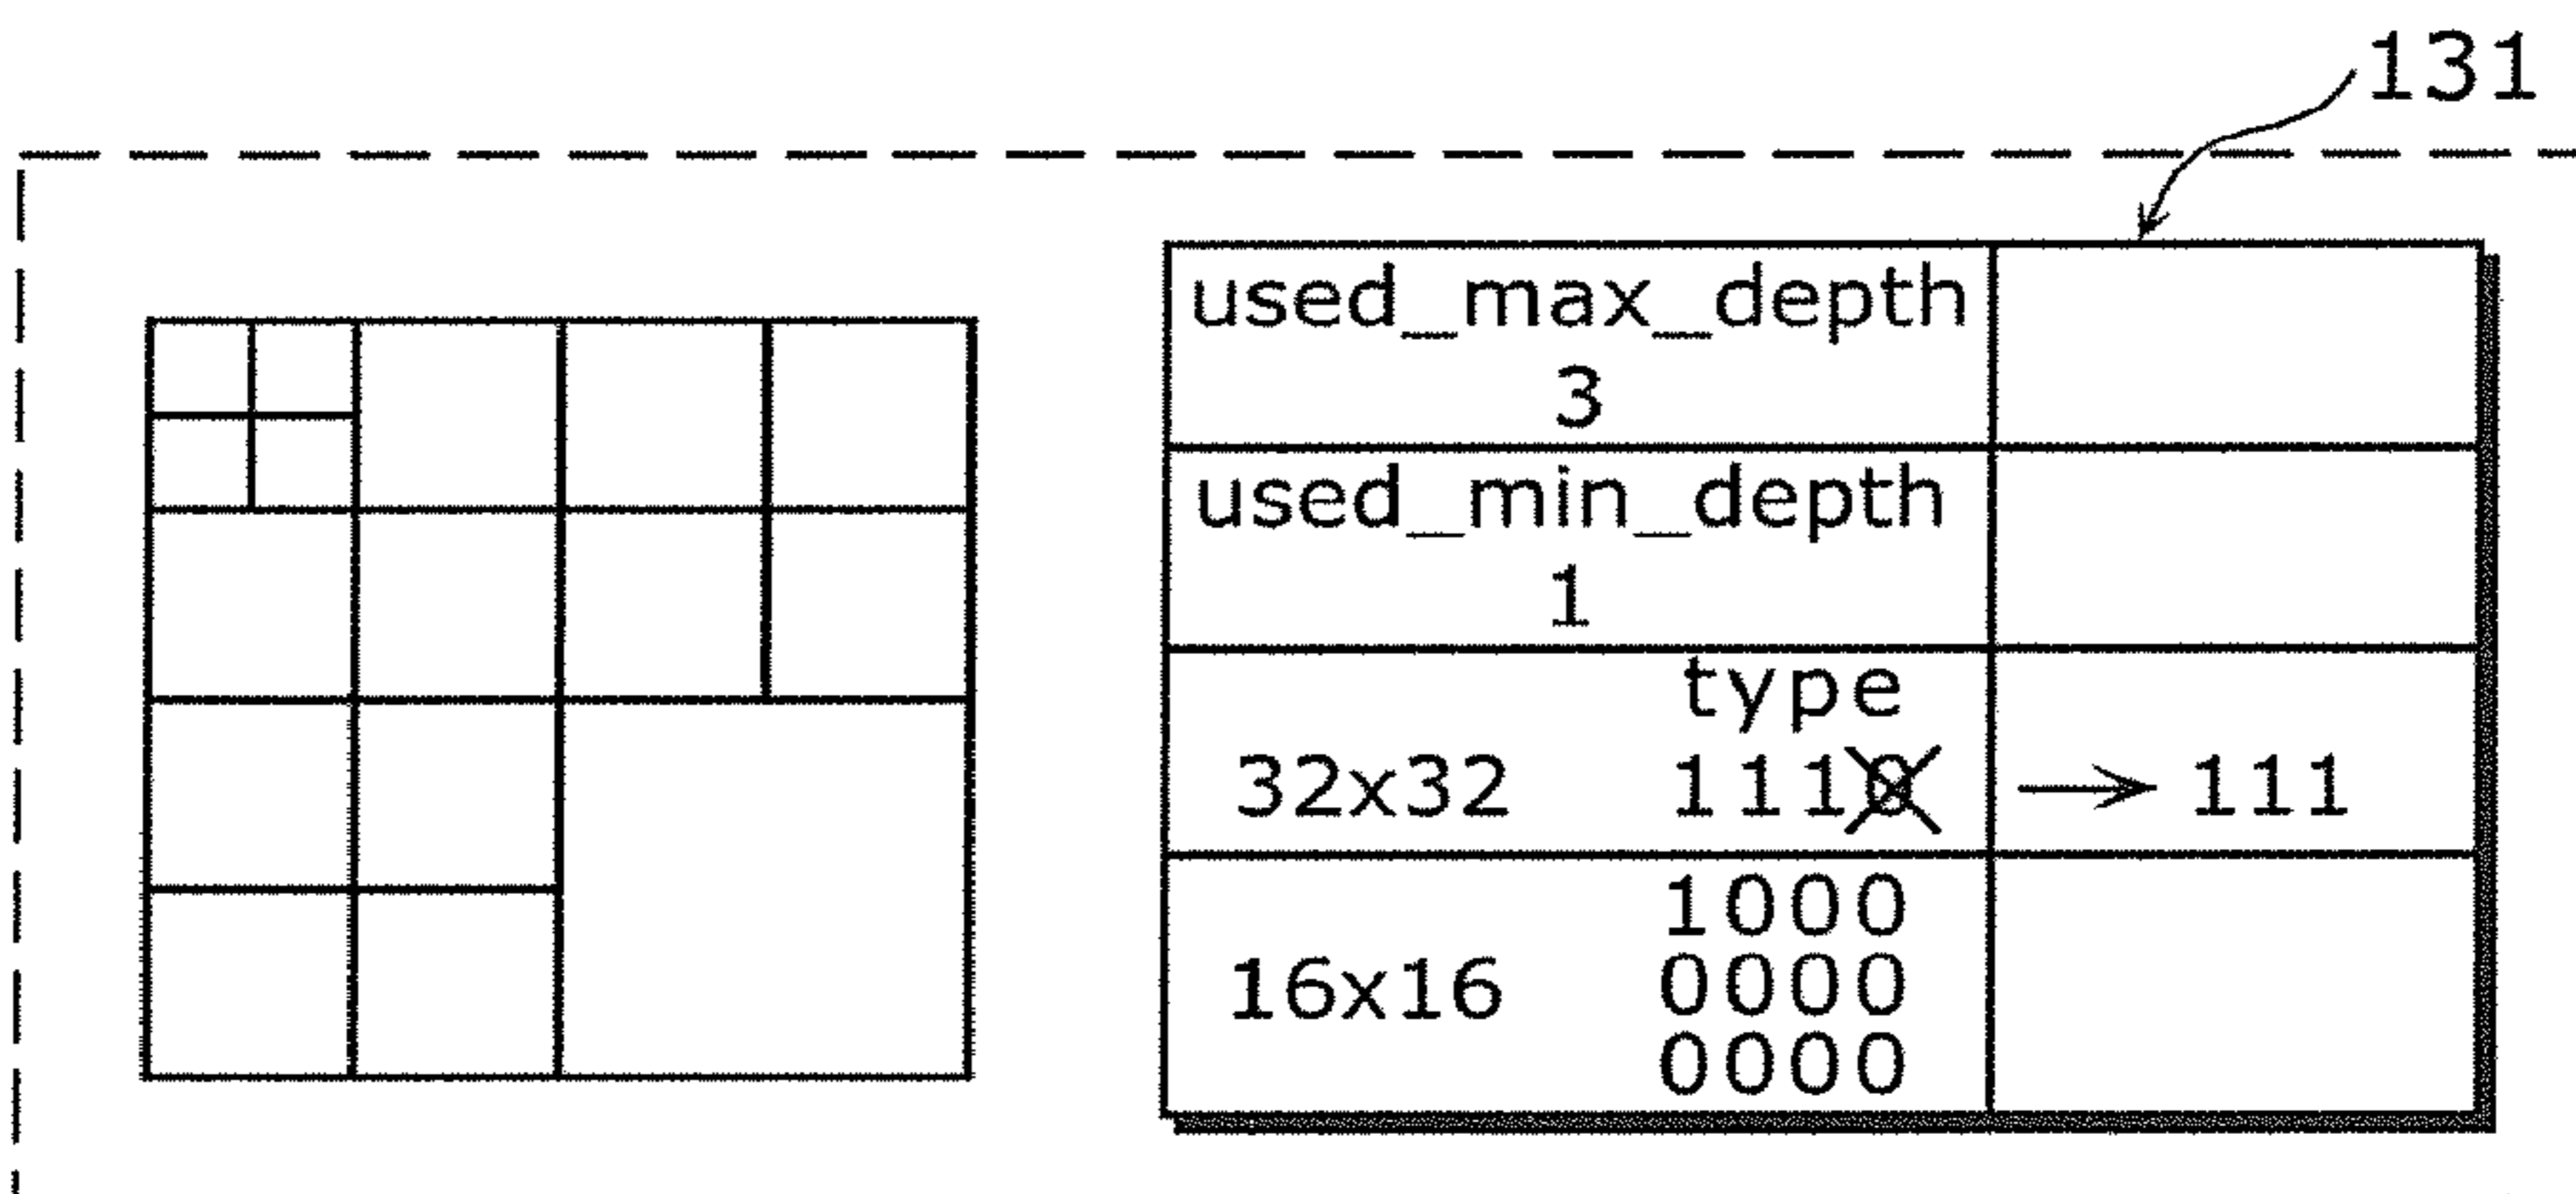 131
used_max_depth
3
used_min_depth
1
type
32x32 1110 → 111
1000
16x16 0000
0000